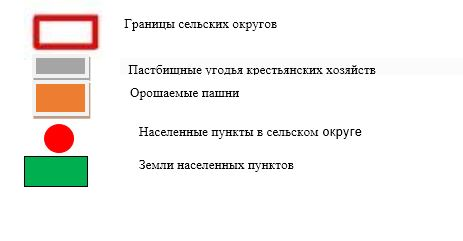 Границы сельских округов
Пастбищные угодья крестьянских хозяйств
Орошаемые пашни
Населенные пункты в сельском округе
Земли населенных пунктов